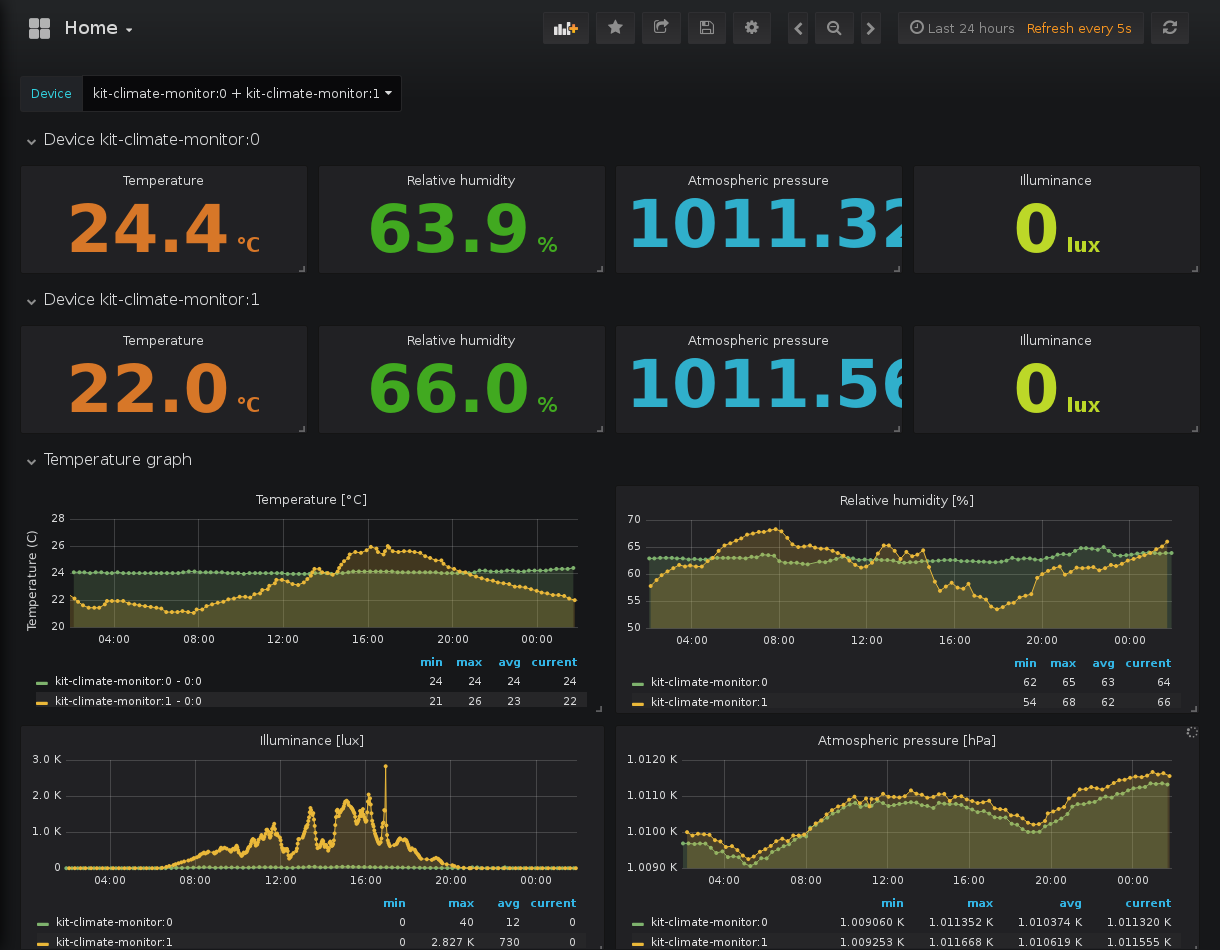 Home
Last 24 hours Refresh every 5s
Device kit-climate-monitor:0 + kit-climate-monitor:1
Device kit-climate-monitor:0
Temperature Relative humidity Atmospheric pressure Illuminance
24.4 °C 63.9 % 1011.32 0 lux
Device kit-climate-monitor:1
Temperature Relative humidity Atmospheric pressure Illuminance
22.0 °C 66.0 % 1011.56 0 lux
Temperature graph
Temperature [°C]
Temperature (C)
28
26
24
22
20
04:00 08:00 12:00 16:00 20:00 00:00
min max avg current
kit-climate-monitor:0 - 0:0 24 24 24 24
kit-climate-monitor:1 - 0:0 21 26 23 22
Relative humidity [%]
70
65
60
55
50
04:00 08:00 12:00 16:00 20:00 00:00
min max avg current
kit-climate-monitor:0 62 65 63 64
kit-climate-monitor:1 54 68 62 66
Illuminance [lux]
3.0 K
2.0 K
1.0 K
0
04:00 08:00 12:00 16:00 20:00 00:00
min max avg current
kit-climate-monitor:0 0 40 12 0
kit-climate-monitor:1 0 2.827 K 730 0
Atmospheric pressure [hPa]
1.0120 K
1.0110 K
1.0100 K
1.0090 K
04:00 08:00 12:00 16:00 20:00 00:00
min max avg current
kit-climate-monitor:0 1.009060 K 1.011352 K 1.010374 K 1.011320 K
kit-climate-monitor:1 1.009253 K 1.011668 K 1.010619 K 1.011555 K